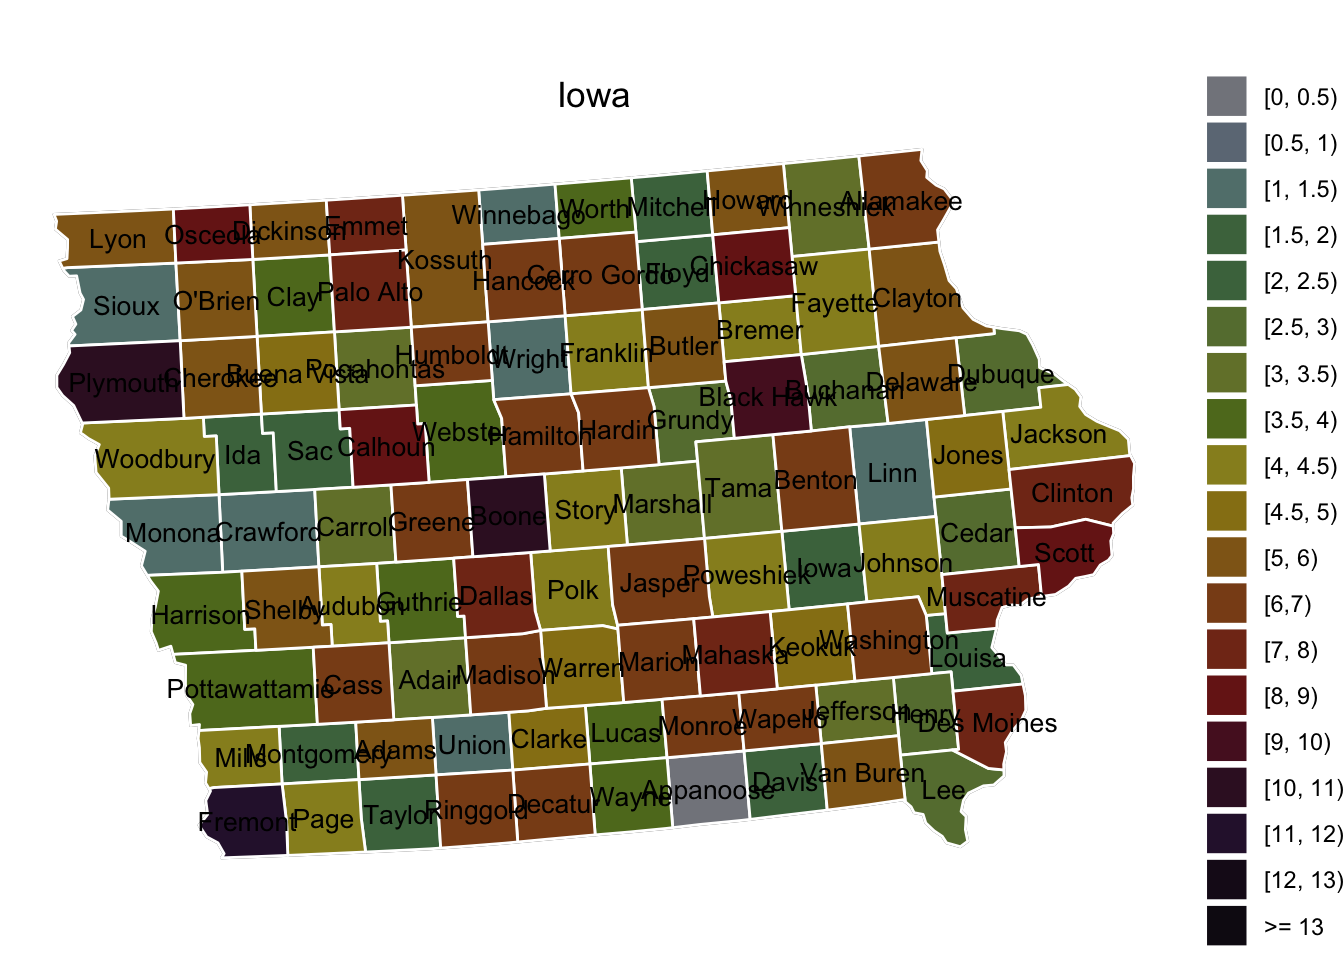 Iowa
Lyon
Osceola
Dickinson
Emmet
Kossuth
Winnebago
Worth
Mitchell
Howard
Winneshiek
Allamakee
Sioux
O'Brien
Clay
Palo Alto
Hancock
Cerro Gordo
Floyd
Chickasaw
Fayette
Clayton
Plymouth
Cherokee
Buena Vista
Pocahontas
Humboldt
Wright
Franklin
Butler
Bremer
Black Hawk
Buchanan
Delaware
Dubuque
Woodbury
Ida
Sac
Calhoun
Webster
Hamilton
Hardin
Grundy
Tama
Benton
Linn
Jones
Jackson
Monona
Crawford
Carroll
Greene
Boone
Story
Marshall
Cedar
Clinton
Scott
Harrison
Shelby
Audubon
Guthrie
Dallas
Polk
Jasper
Poweshiek
Iowa
Johnson
Muscatine
Pottawattamie
Cass
Adair
Madison
Warren
Marion
Mahaska
Keokuk
Washington
Louisa
Mills
Montgomery
Adams
Union
Clarke
Lucas
Monroe
Wapello
Jefferson
Henry
Des Moines
Fremont
Page
Taylor
Ringgold
Decatur
Wayne
Appanoose
Davis
Van Buren
Lee
[0, 0.5)
[0.5, 1)
[1, 1.5)
[1.5, 2)
[2, 2.5)
[2.5, 3)
[3, 3.5)
[3.5, 4)
[4, 4.5)
[4.5, 5)
[5, 6)
[6,7)
[7, 8)
[8, 9)
[9, 10)
[10, 11)
[11, 12)
[12, 13)
>= 13